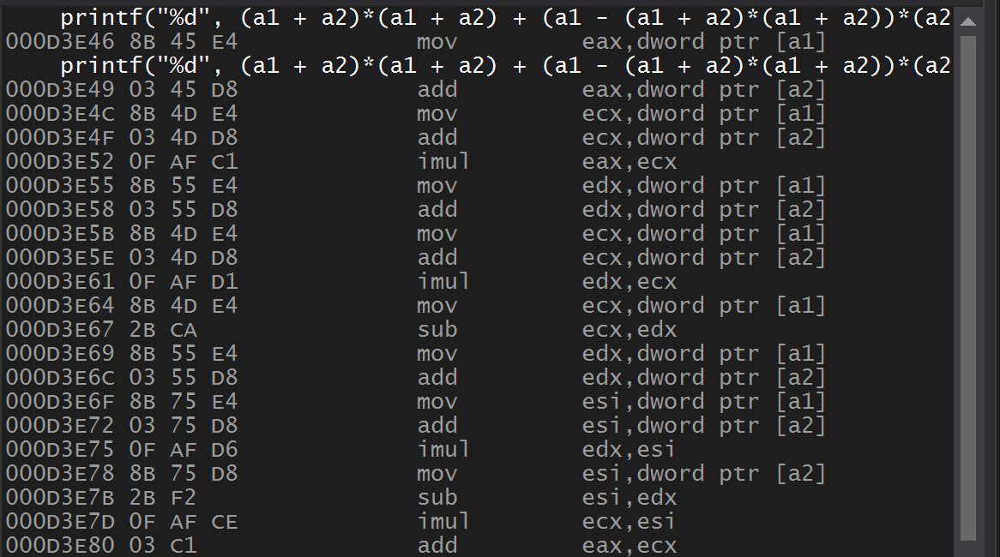 printf("%d", (a1 + a2)*(a1 + a2) + (a1 - (a1 + a2)*(a1 + a2))*(a2
000D3E46 8B 45 E4 mov eax,dword ptr [a1]
printf("%d", (a1 + a2)*(a1 + a2) + (a1 - (a1 + a2)*(a1 + a2))*(a2
000D3E49 03 45 D8 add eax,dword ptr [a2]
000D3E4C 8B 4D E4 mov ecx,dword ptr [a1]
000D3E4F 03 4D D8 add ecx,dword ptr [a2]
000D3E52 0F AF C1 imul eax,ecx
000D3E55 8B 55 E4 mov edx,dword ptr [a1]
000D3E58 03 55 D8 add edx,dword ptr [a2]
000D3E5B 8B 4D E4 mov ecx,dword ptr [a1]
000D3E5E 03 4D D8 add ecx,dword ptr [a2]
000D3E61 0F AF D1 imul edx,ecx
000D3E64 8B 4D E4 mov ecx,dword ptr [a1]
000D3E67 2B CA sub ecx,edx
000D3E69 8B 55 E4 mov edx,dword ptr [a1]
000D3E6C 03 55 D8 add edx,dword ptr [a2]
000D3E6F 8B 75 E4 mov esi,dword ptr [a1]
000D3E72 03 75 D8 add esi,dword ptr [a2]
000D3E75 0F AF D6 imul edx,esi
000D3E78 8B 75 D8 mov esi,dword ptr [a2]
000D3E7B 2B F2 sub esi,edx
000D3E7D 0F AF CE imul ecx,esi
000D3E80 03 C1 add eax,ecx